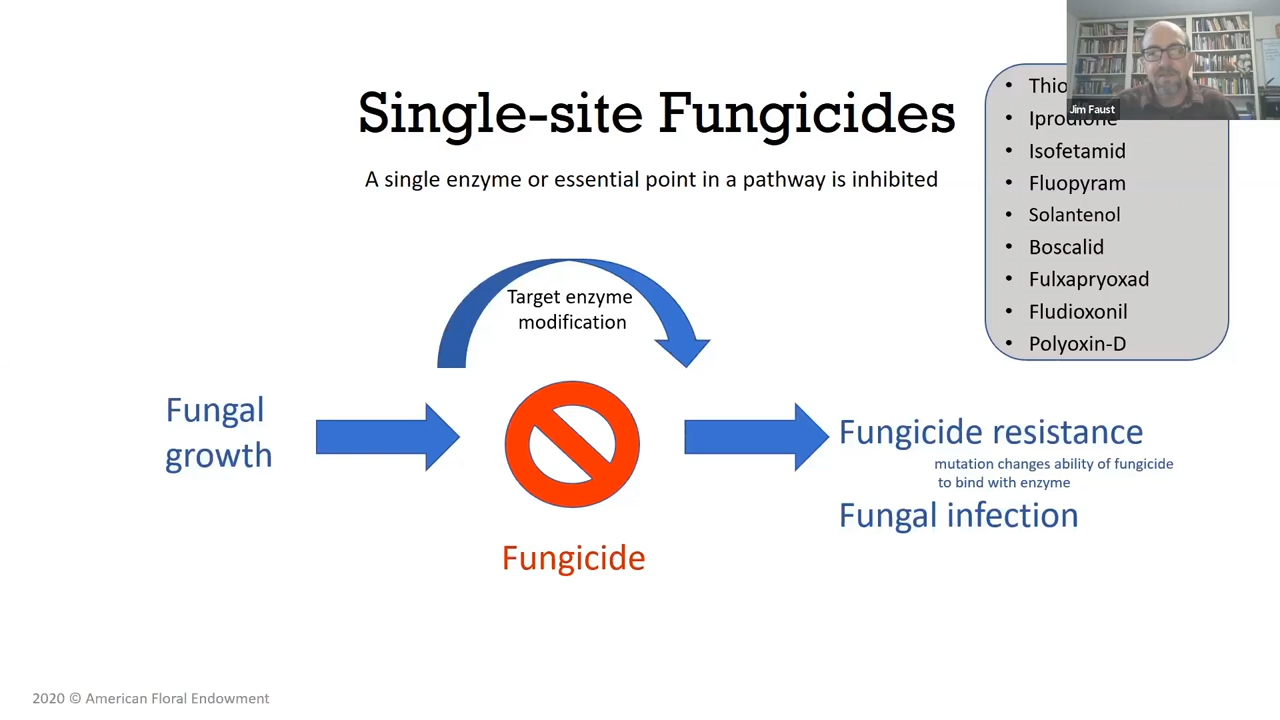 Single-site Fungicides
A single enzyme or essential point in a pathway is inhibited
Jim Faust
• Iprodione
• Isofetamid
• Fluopyram
• Solantenol
• Boscalid
• Fulxapryoxad
• Fludioxonil
• Polyoxin-D
Target enzyme
modification
Fungal
growth
Fungicide
Fungicide resistance
mutation changes ability of fungicide
to bind with enzyme
Fungal infection
2020 © American Floral Endowment